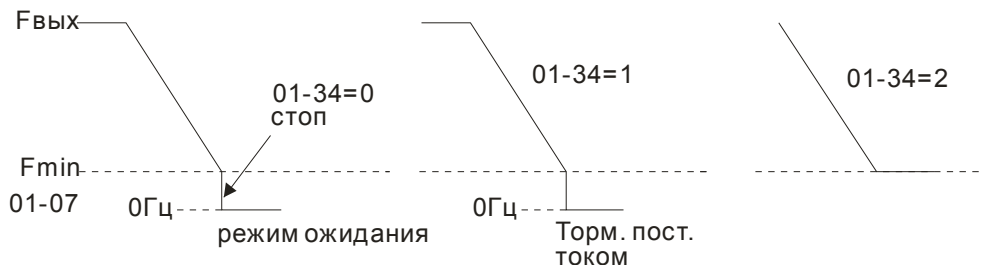 Fвых
01-34=0
стоп
01-34=1
01-34=2
Fmin
01-07
0Гц
режим ожидания
0Гц
Торм. пост.
током